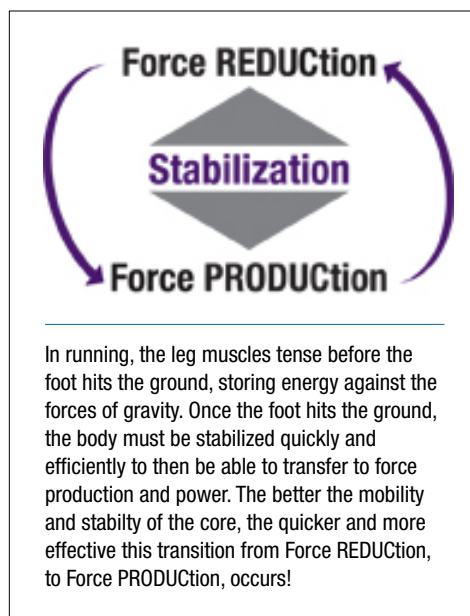 Force REDUCtion
Stabilization
Force PRODUCtion
In running, the leg muscles tense before the
foot hits the ground, storing energy against the
forces of gravity. Once the foot hits the ground,
the body must be stabilized quickly and
efficiently to then be able to transfer to force
production and power. The better the mobility
and stabilty of the core, the quicker and more
effective this transition from Force REDUCtion,
to Force PRODUCtion, occurs!